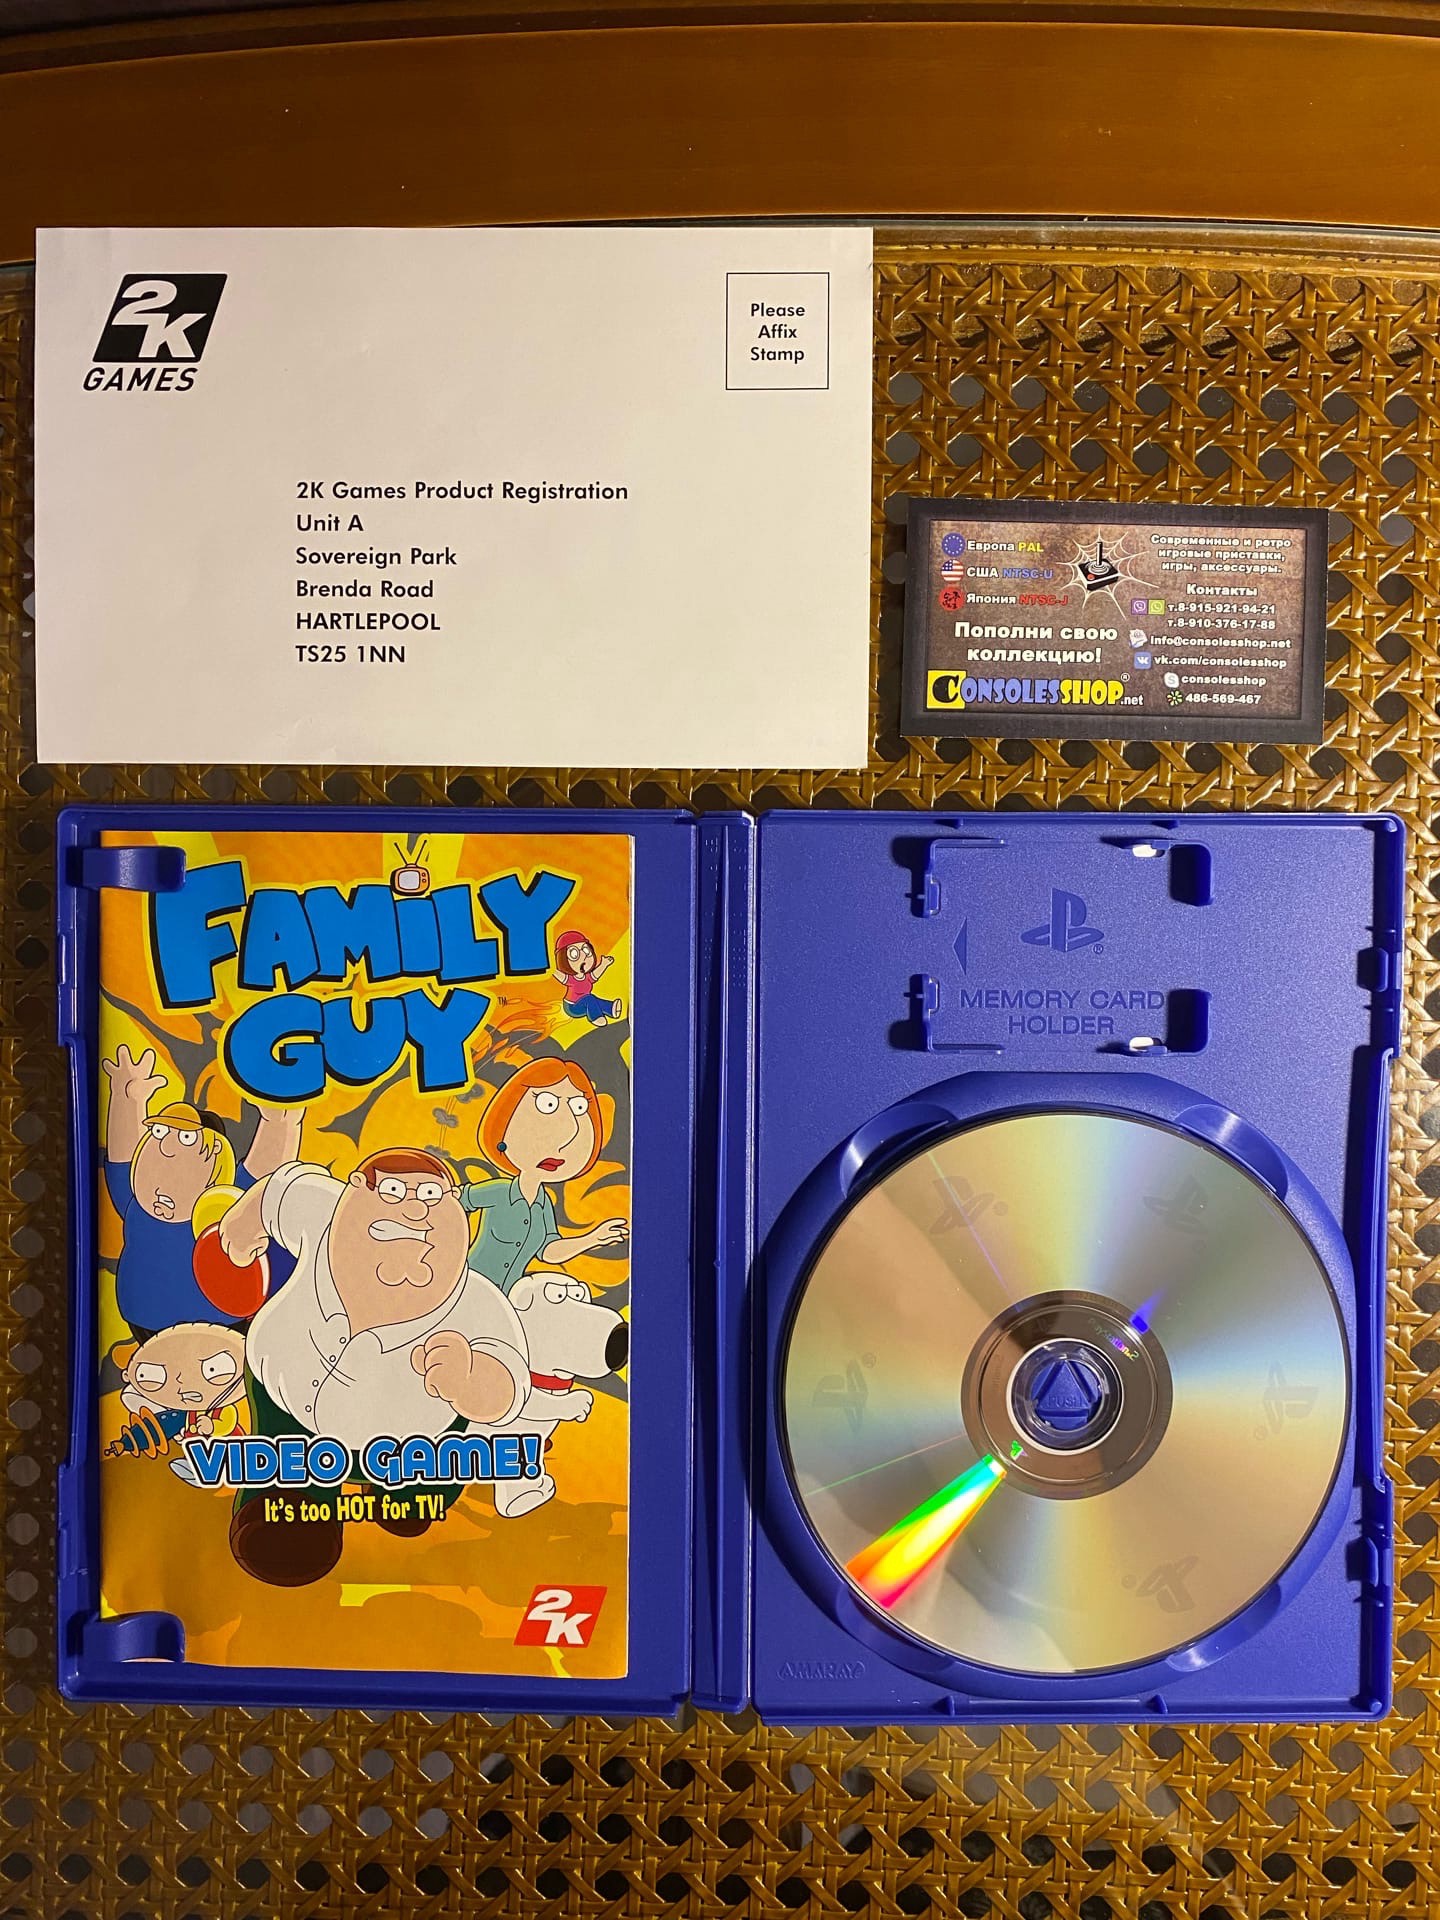 2K
GAMES
Please
Affix
Stamp
2K Games Product Registration
Unit A
Sovereign Park
Brenda Road
HARTLEPOOL
TS25 1NN
Европа PAL
США NTSC-U
Япония NTSC-J
Пополни свою
коллекцию!
CONSOLESSHOP®.net
Современные и ретро
игровые приставки,
игры, аксессуары.
Контакты
т.8-915-921-94-21
т.8-910-376-17-88
info@consolesshop.net
vk.com/consolesshop
consolesshop
486-569-467
FAMILY
GUY™
VIDEO GAME!
It's too HOT for TV!
2K
®
MEMORY CARD
HOLDER
PlayStation.2
PUSH
AMARAY